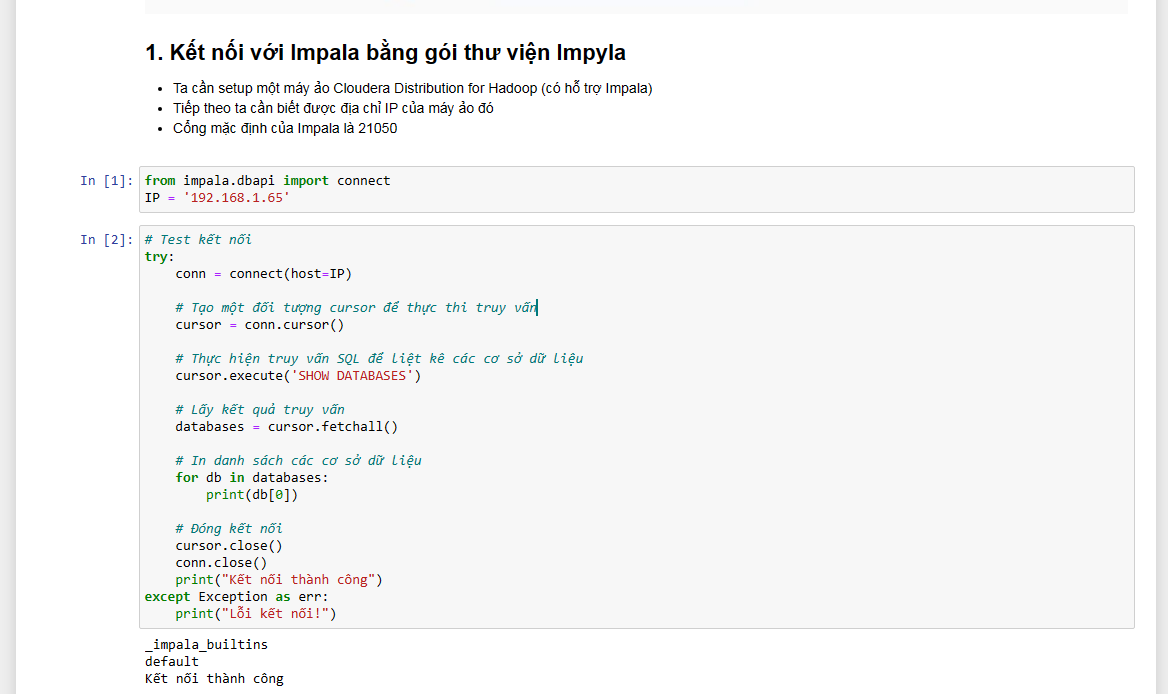 1. Kết nối với Impala bằng gói thư viện Impyla
• Ta cần setup một máy ảo Cloudera Distribution for Hadoop (có hỗ trợ Impala)
• Tiếp theo ta cần biết được địa chỉ IP của máy ảo đó
• Cổng mặc định của Impala là 21050
In [1]: from impala.dbapi import connect
IP = '192.168.1.65'
In [2]: # Test kết nối
try:
    conn = connect(host=IP)
    # Tạo một đối tượng cursor để thực thi truy vấn
    cursor = conn.cursor()
    # Thực hiện truy vấn SQL để liệt kê các cơ sở dữ liệu
    cursor.execute('SHOW DATABASES')
    # Lấy kết quả truy vấn
    databases = cursor.fetchall()
    # In danh sách các cơ sở dữ liệu
    for db in databases:
        print(db[0])
    # Đóng kết nối
    cursor.close()
    conn.close()
    print("Kết nối thành công")
except Exception as err:
    print("Lỗi kết nối!")
_impala_builtins
default
Kết nối thành công